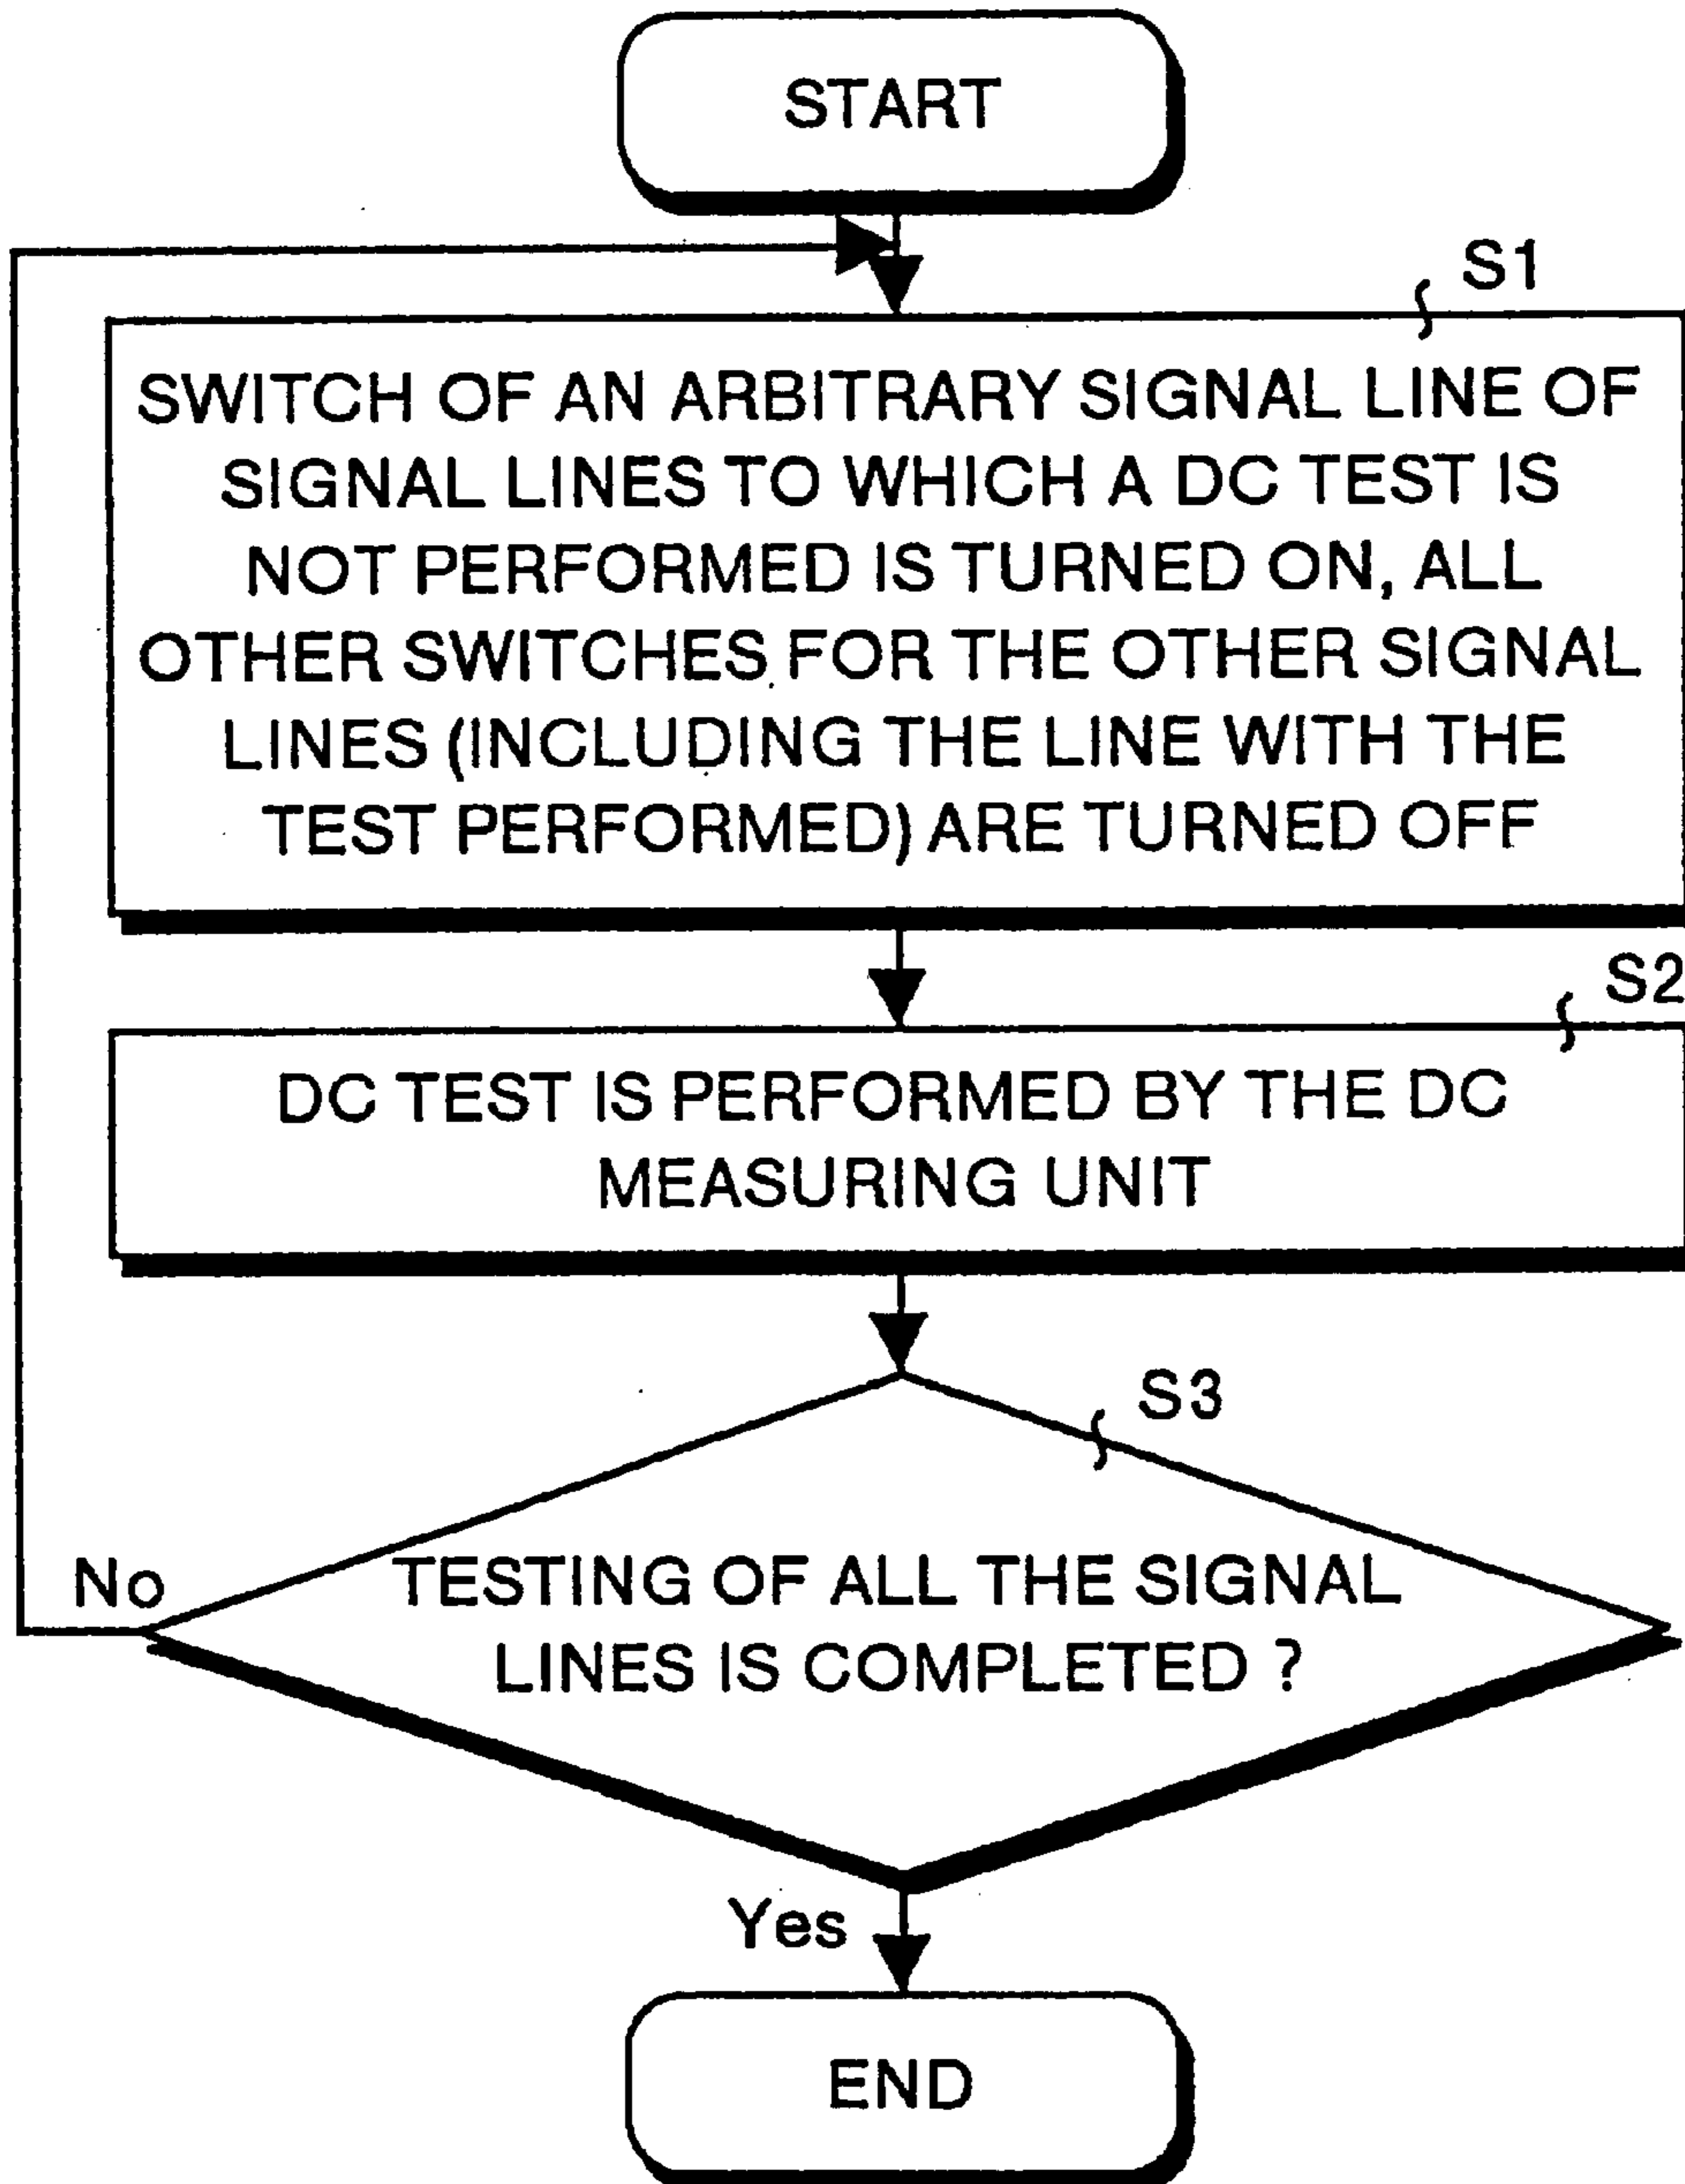 START
S1
SWITCH OF AN ARBITRARY SIGNAL LINE OF
SIGNAL LINES TO WHICH A DC TEST IS
NOT PERFORMED IS TURNED ON, ALL
OTHER SWITCHES FOR THE OTHER SIGNAL
LINES (INCLUDING THE LINE WITH THE
TEST PERFORMED) ARE TURNED OFF
S2
DC TEST IS PERFORMED BY THE DC
MEASURING UNIT
S3
No
TESTING OF ALL THE SIGNAL
LINES IS COMPLETED ?
Yes
END